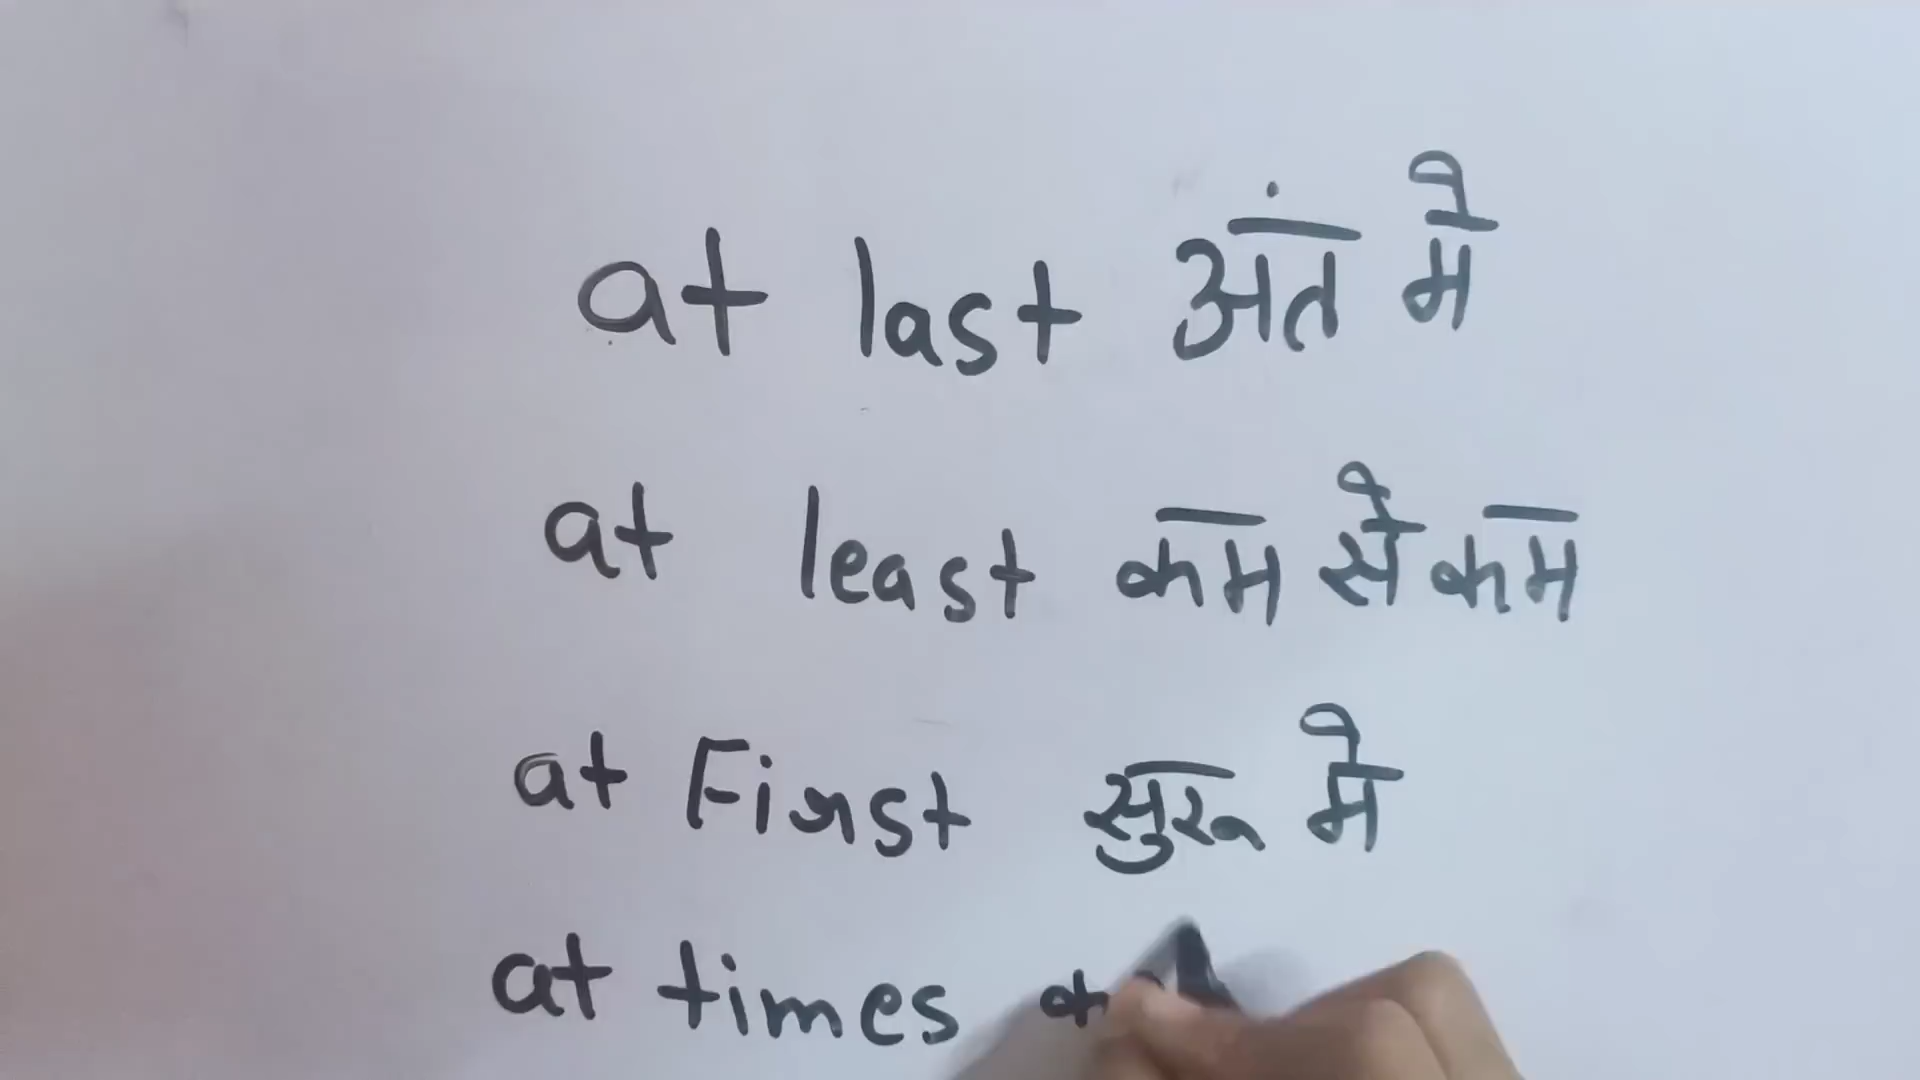 at last अंत मे
at least कम से कम
at First सुरू मे
at times